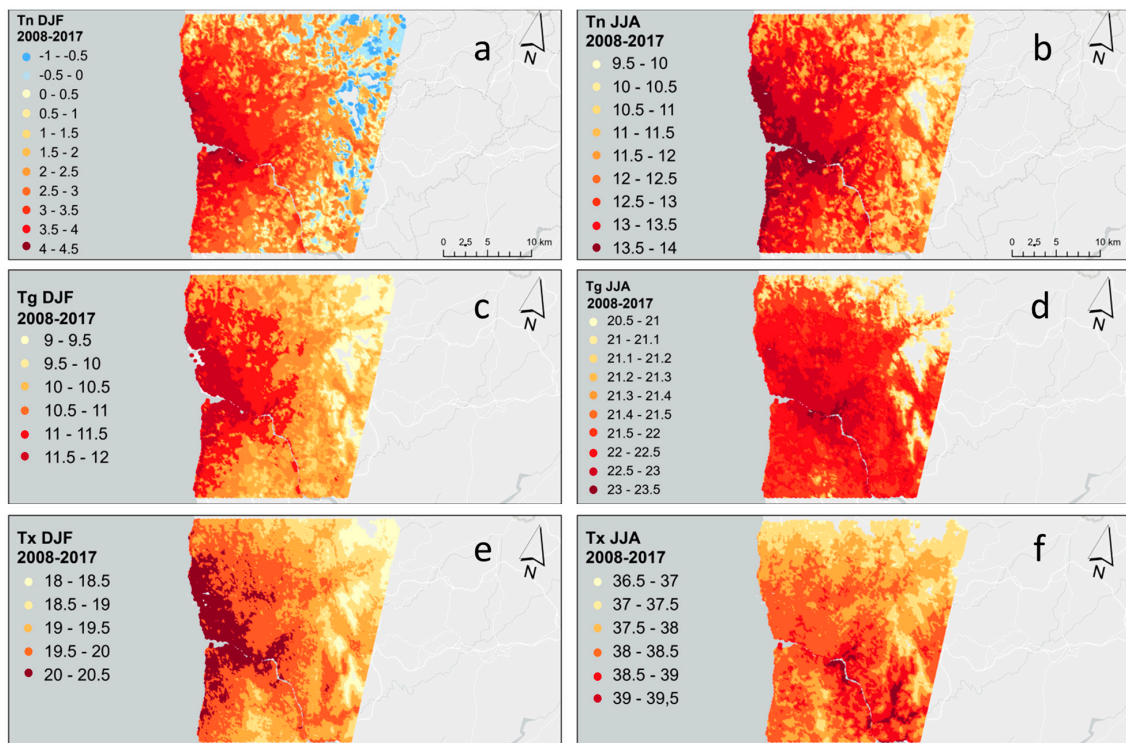 Tn DJF
2008-2017
-1 - -0.5
-0.5 - 0
0 - 0.5
0.5 - 1
1 - 1.5
1.5 - 2
2 - 2.5
2.5 - 3
3 - 3.5
3.5 - 4
4 - 4.5
a
N
0 2,5 5 10 km
Tn JJA
2008-2017
9.5 - 10
10 - 10.5
10.5 - 11
11 - 11.5
11.5 - 12
12 - 12.5
12.5 - 13
13 - 13.5
13.5 - 14
b
N
0 2,5 5 10 km
Tg DJF
2008-2017
9 - 9.5
9.5 - 10
10 - 10.5
10.5 - 11
11 - 11.5
11.5 - 12
c
N
Tg JJA
2008-2017
20.5 - 21
21 - 21.1
21.1 - 21.2
21.2 - 21.3
21.3 - 21.4
21.4 - 21.5
21.5 - 22
22 - 22.5
22.5 - 23
23 - 23.5
d
N
Tx DJF
2008-2017
18 - 18.5
18.5 - 19
19 - 19.5
19.5 - 20
20 - 20.5
e
N
Tx JJA
2008-2017
36.5 - 37
37 - 37.5
37.5 - 38
38 - 38.5
38.5 - 39
39 - 39,5
f
N